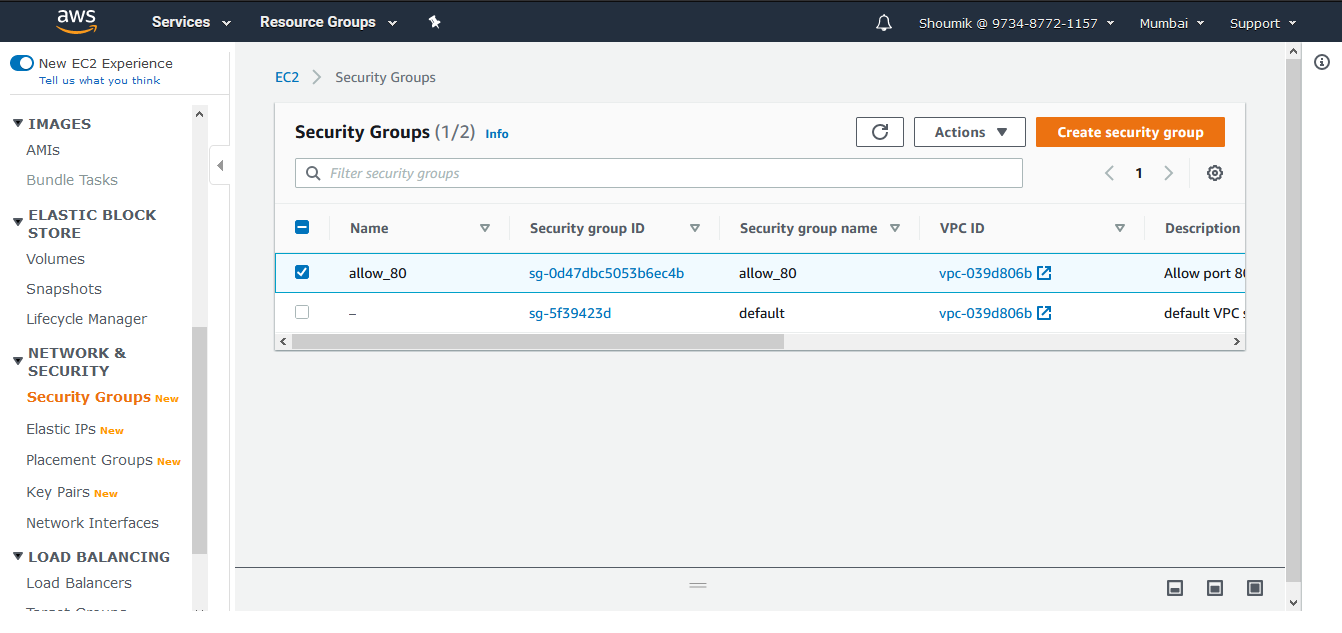 aws Services Resource Groups Shoumik @ 9734-8772-1157 Mumbai Support
New EC2 Experience
Tell us what you think
IMAGES
AMIs
Bundle Tasks
ELASTIC BLOCK
STORE
Volumes
Snapshots
Lifecycle Manager
NETWORK &
SECURITY
Security Groups New
Elastic IPs New
Placement Groups New
Key Pairs New
Network Interfaces
LOAD BALANCING
Load Balancers
Target Groups
EC2 > Security Groups
Security Groups (1/2) Info
Actions
Create security group
Filter security groups
1
Name Security group ID Security group name VPC ID Description
allow_80 sg-0d47dbc5053b6ec4b allow_80 vpc-039d806b Allow port 80
– sg-5f39423d default vpc-039d806b default VPC s